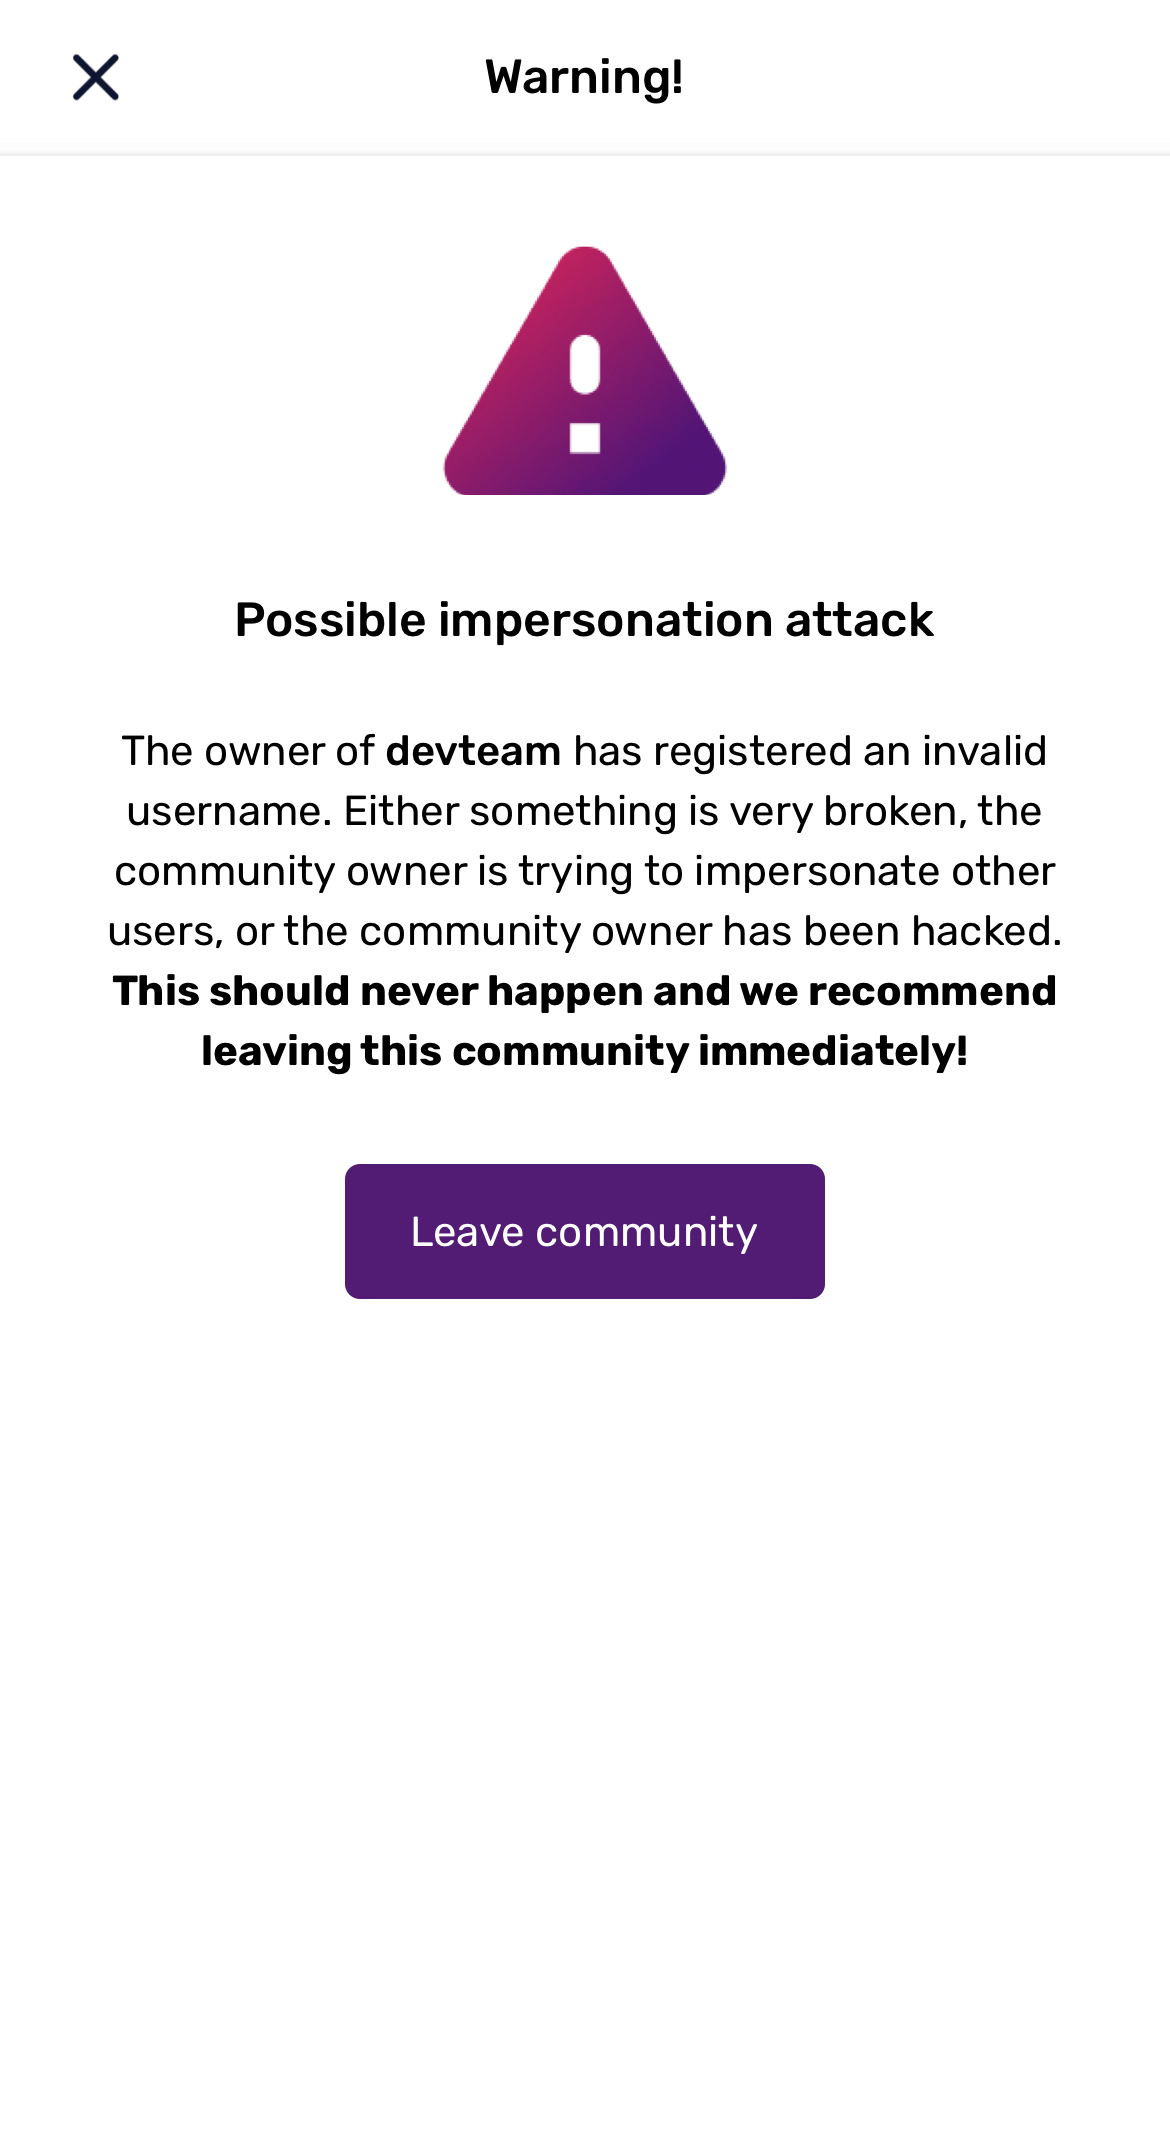 Warning!
Possible impersonation attack
The owner of devteam has registered an invalid
username. Either something is very broken, the
community owner is trying to impersonate other
users, or the community owner has been hacked.
This should never happen and we recommend
leaving this community immediately!
Leave community